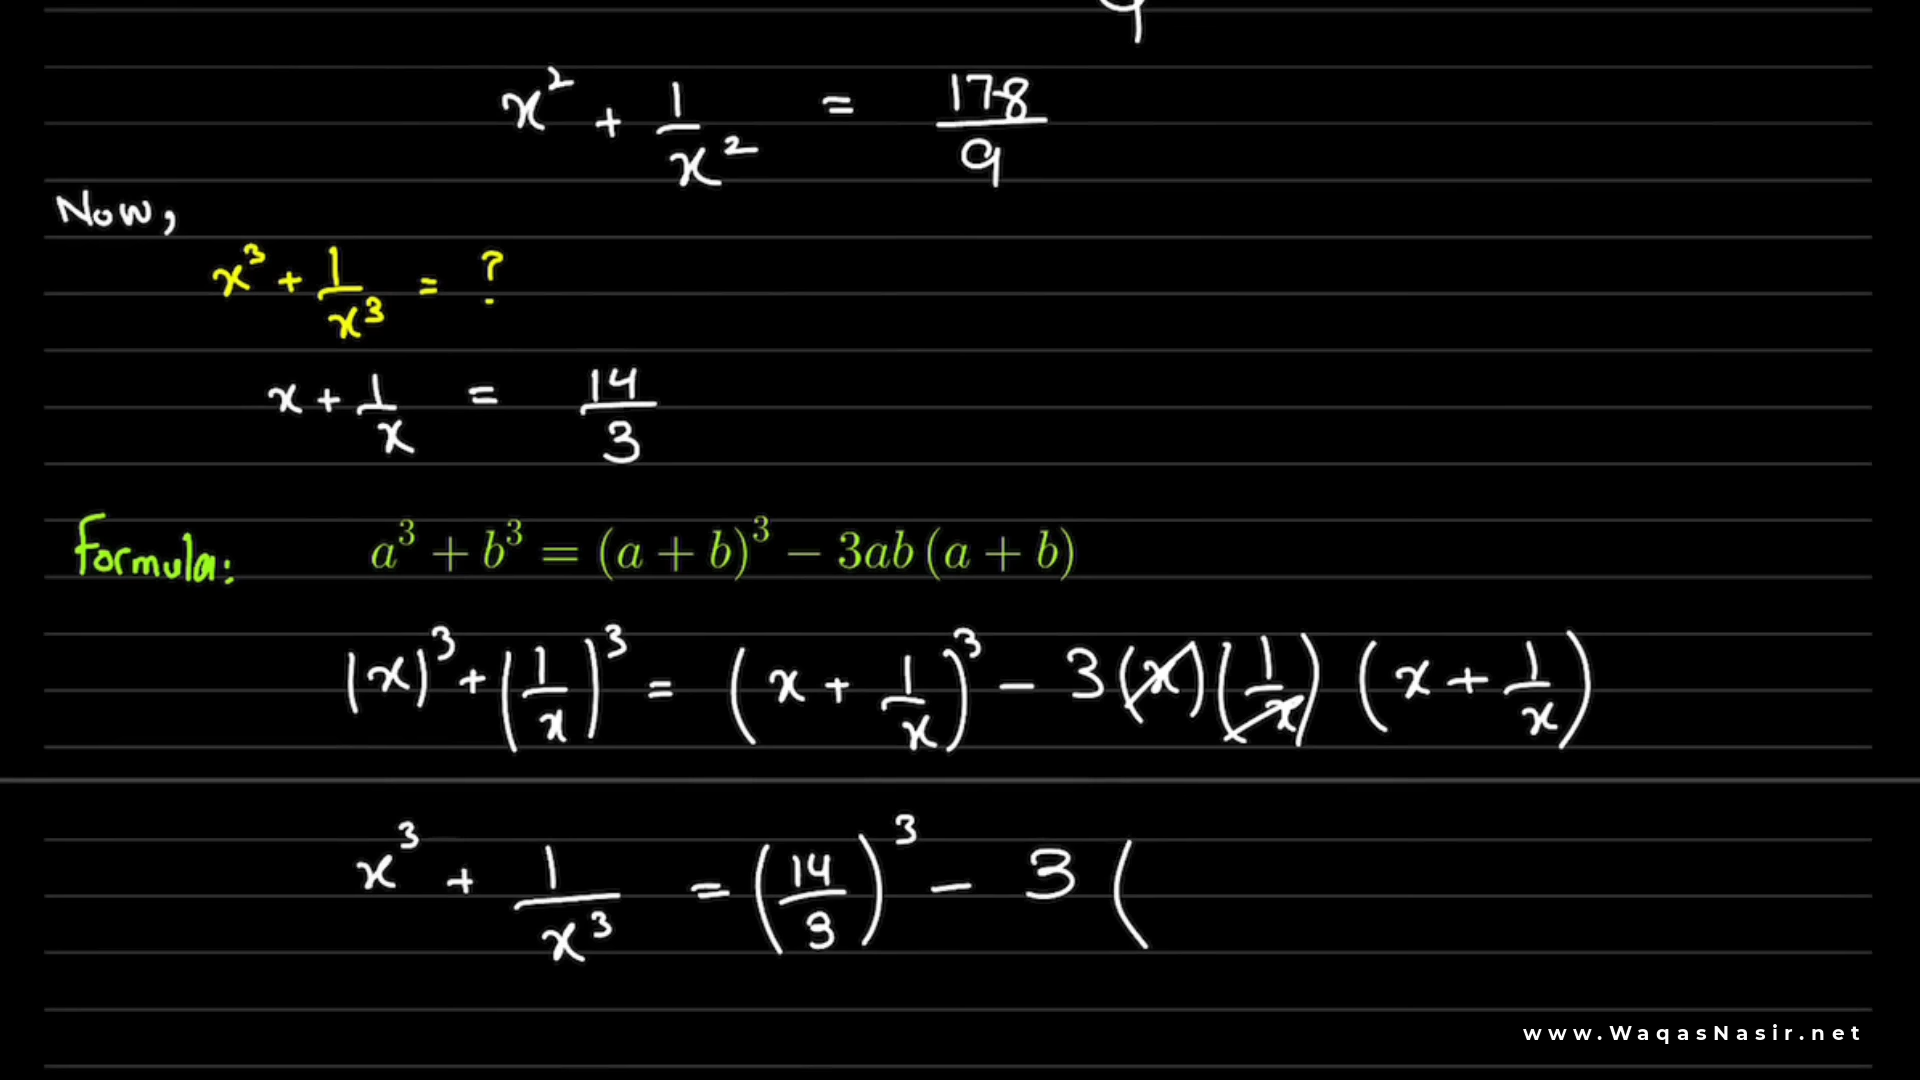 x² + 1/x² = 178/9
Now,
x³ + 1/x³ = ?
x + 1/x = 14/3
Formula: a³ + b³ = (a + b)³ − 3ab (a + b)
(x)³ + (1/x)³ = (x + 1/x)³ − 3(x)(1/x) (x + 1/x)
x³ + 1/x³ = (14/3)³ − 3 (
www.WaqasNasir.net